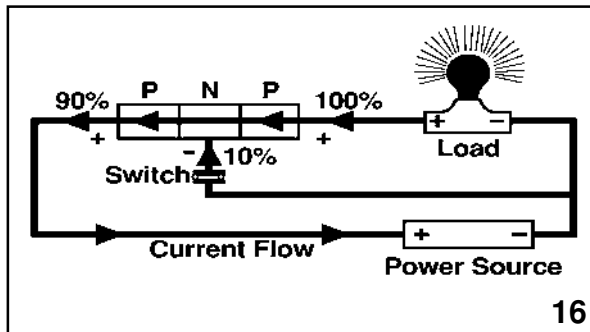 P N P
90% 100%
+ - 10% +
Switch
+ -
Load
Current Flow
+ -
Power Source
16